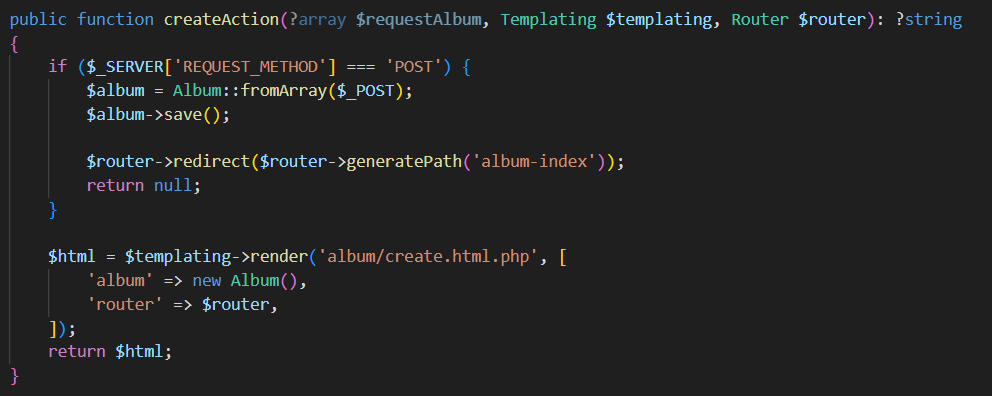 public function createAction(?array $requestAlbum, Templating $templating, Router $router): ?string
{
    if ($_SERVER['REQUEST_METHOD'] === 'POST') {
        $album = Album::fromArray($_POST);
        $album->save();

        $router->redirect($router->generatePath('album-index'));
        return null;
    }

    $html = $templating->render('album/create.html.php', [
        'album' => new Album(),
        'router' => $router,
    ]);
    return $html;
}